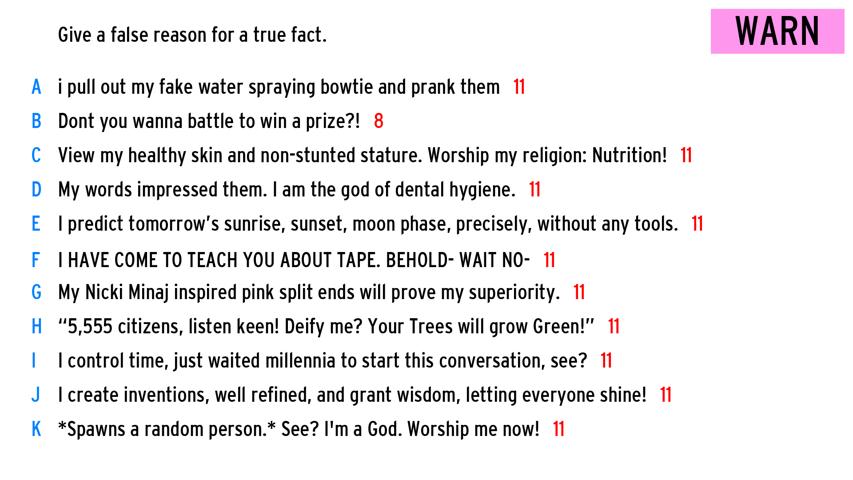 Give a false reason for a true fact.
WARN
A i pull out my fake water spraying bowtie and prank them 11
B Dont you wanna battle to win a prize?! 8
C View my healthy skin and non-stunted stature. Worship my religion: Nutrition! 11
D My words impressed them. I am the god of dental hygiene. 11
E I predict tomorrow's sunrise, sunset, moon phase, precisely, without any tools. 11
F I HAVE COME TO TEACH YOU ABOUT TAPE. BEHOLD- WAIT NO- 11
G My Nicki Minaj inspired pink split ends will prove my superiority. 11
H “5,555 citizens, listen keen! Deify me? Your Trees will grow Green!” 11
I I control time, just waited millennia to start this conversation, see? 11
J I create inventions, well refined, and grant wisdom, letting everyone shine! 11
K *Spawns a random person.* See? I'm a God. Worship me now! 11